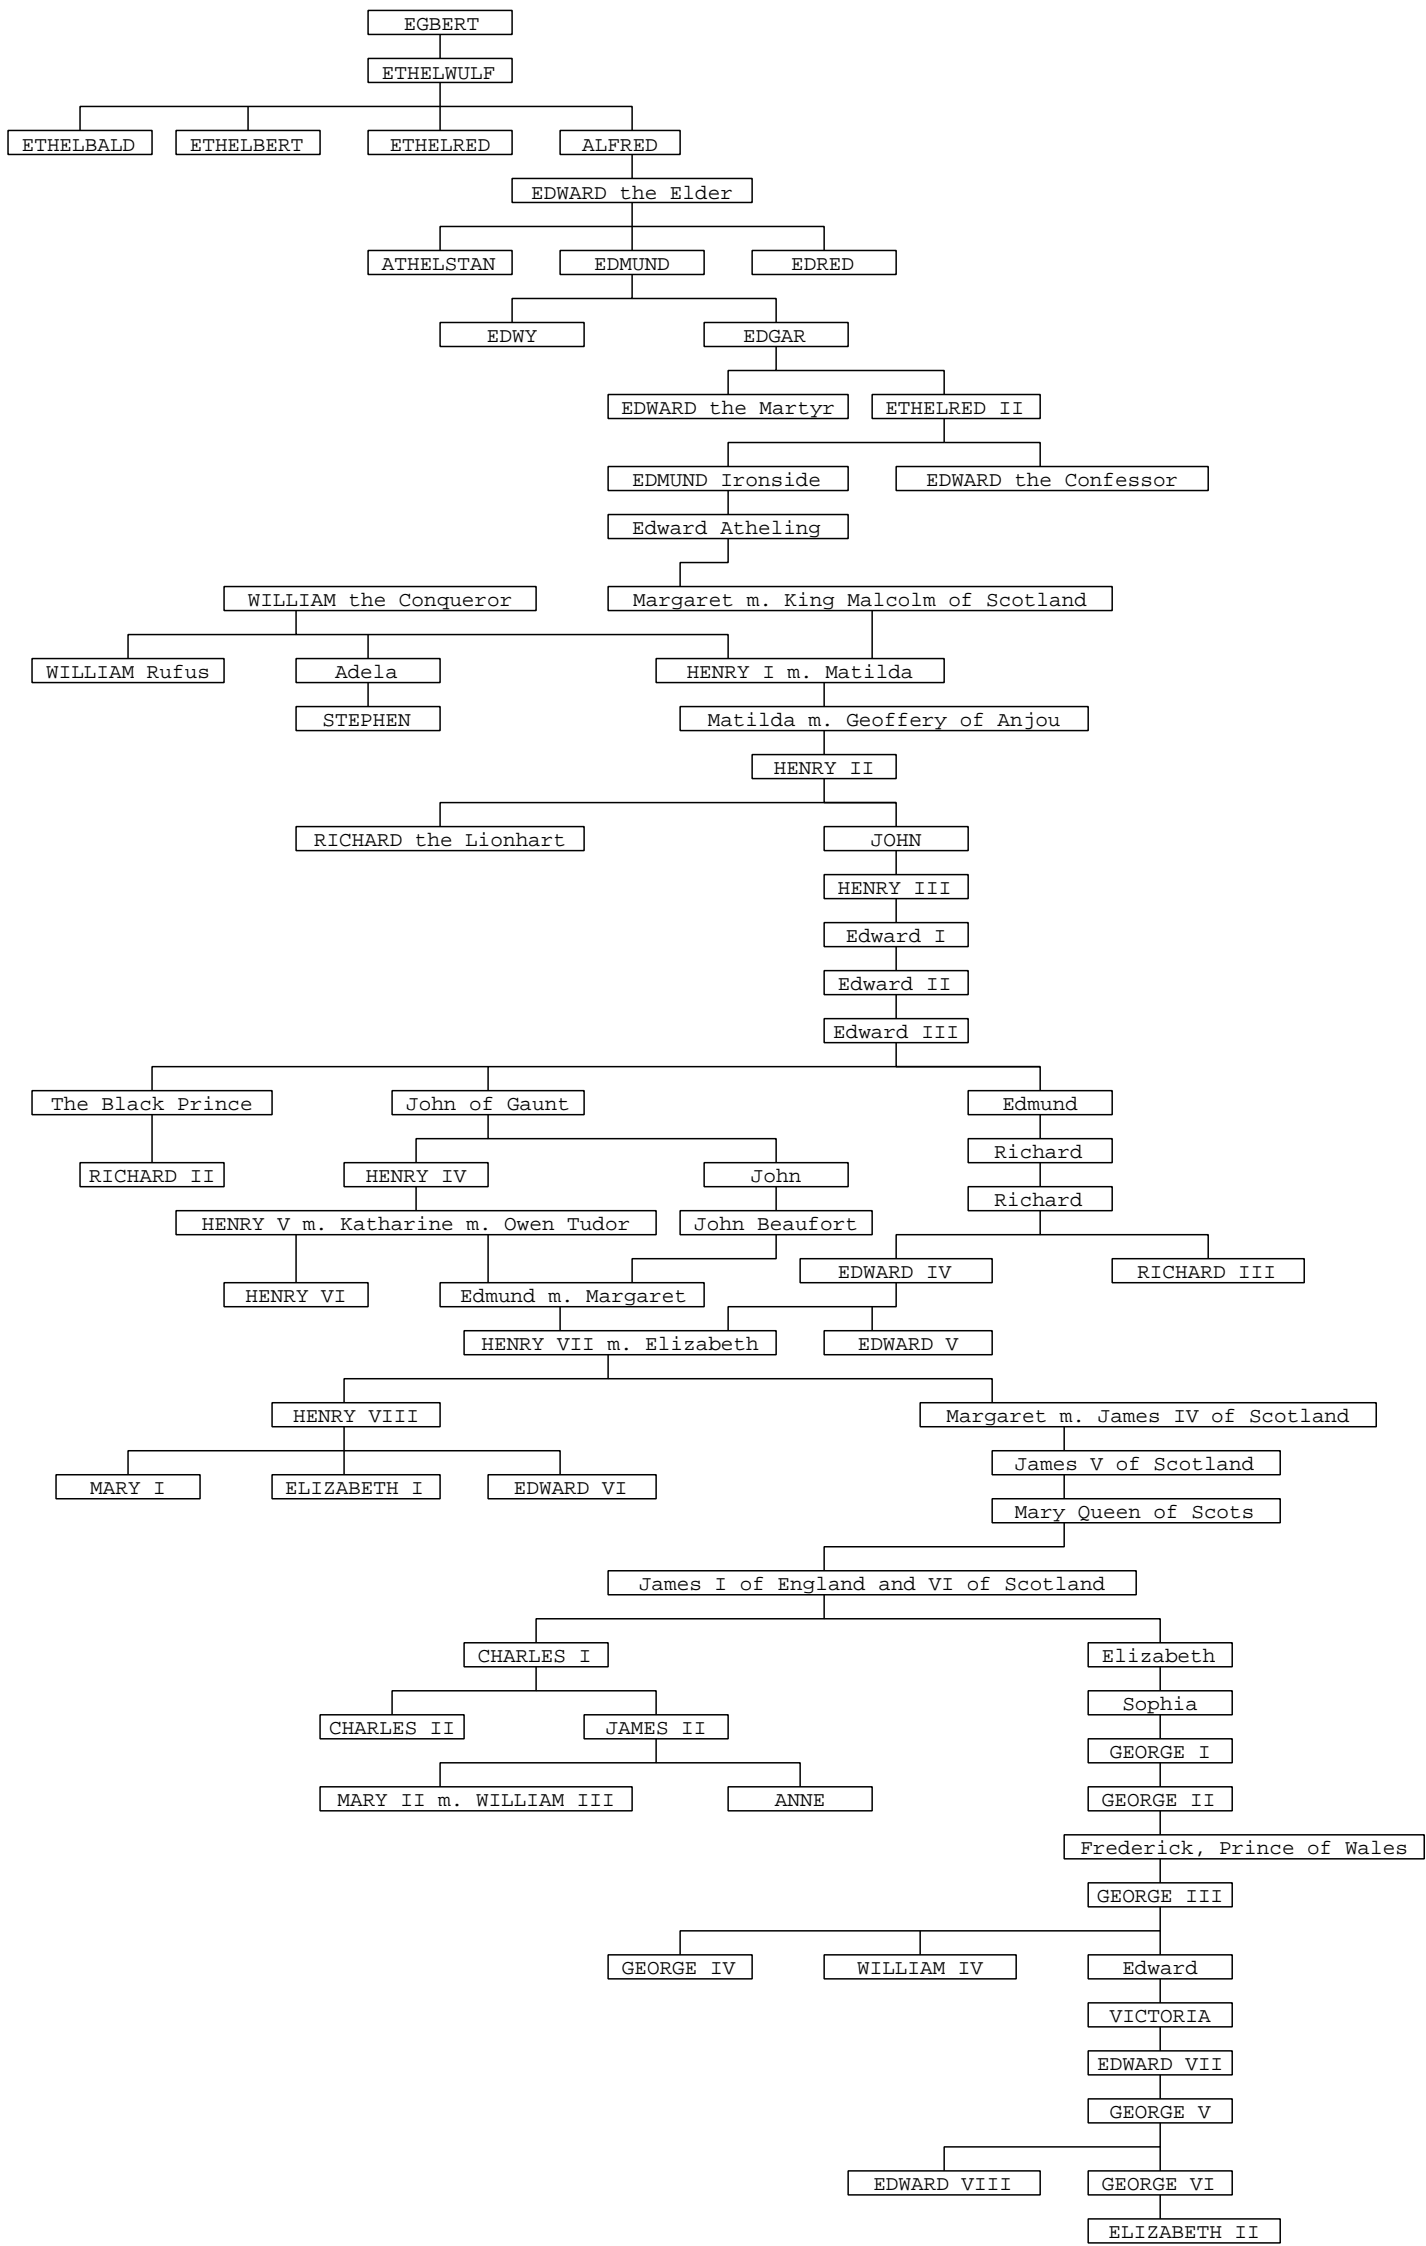 EGBERT
ETHELWULF
ETHELBALD ETHELBERT ETHELRED ALFRED
EDWARD the Elder
ATHELSTAN EDMUND EDRED
EDWY EDGAR
EDWARD the Martyr ETHELRED II
EDMUND Ironside EDWARD the Confessor
Edward Atheling
WILLIAM the Conqueror Margaret m. King Malcolm of Scotland
WILLIAM Rufus Adela HENRY I m. Matilda
STEPHEN Matilda m. Geoffery of Anjou
HENRY II
RICHARD the Lionhart JOHN
HENRY III
Edward I
Edward II
Edward III
The Black Prince John of Gaunt Edmund
Richard
RICHARD II HENRY IV John
Richard
HENRY V m. Katharine m. Owen Tudor John Beaufort
EDWARD IV RICHARD III
HENRY VI Edmund m. Margaret
HENRY VII m. Elizabeth EDWARD V
HENRY VIII Margaret m. James IV of Scotland
James V of Scotland
MARY I ELIZABETH I EDWARD VI
Mary Queen of Scots
James I of England and VI of Scotland
CHARLES I Elizabeth
Sophia
CHARLES II JAMES II
GEORGE I
MARY II m. WILLIAM III ANNE GEORGE II
Frederick, Prince of Wales
GEORGE III
GEORGE IV WILLIAM IV Edward
VICTORIA
EDWARD VII
GEORGE V
EDWARD VIII GEORGE VI
ELIZABETH II